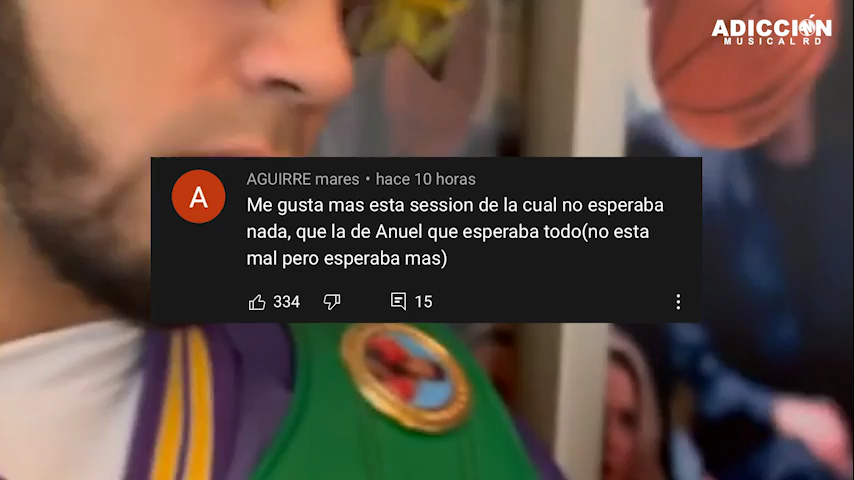 ADICCIÓN
MUSICAL RD
A
AGUIRRE mares • hace 10 horas
Me gusta mas esta session de la cual no esperaba
nada, que la de Anuel que esperaba todo(no esta
mal pero esperaba mas)
334
15